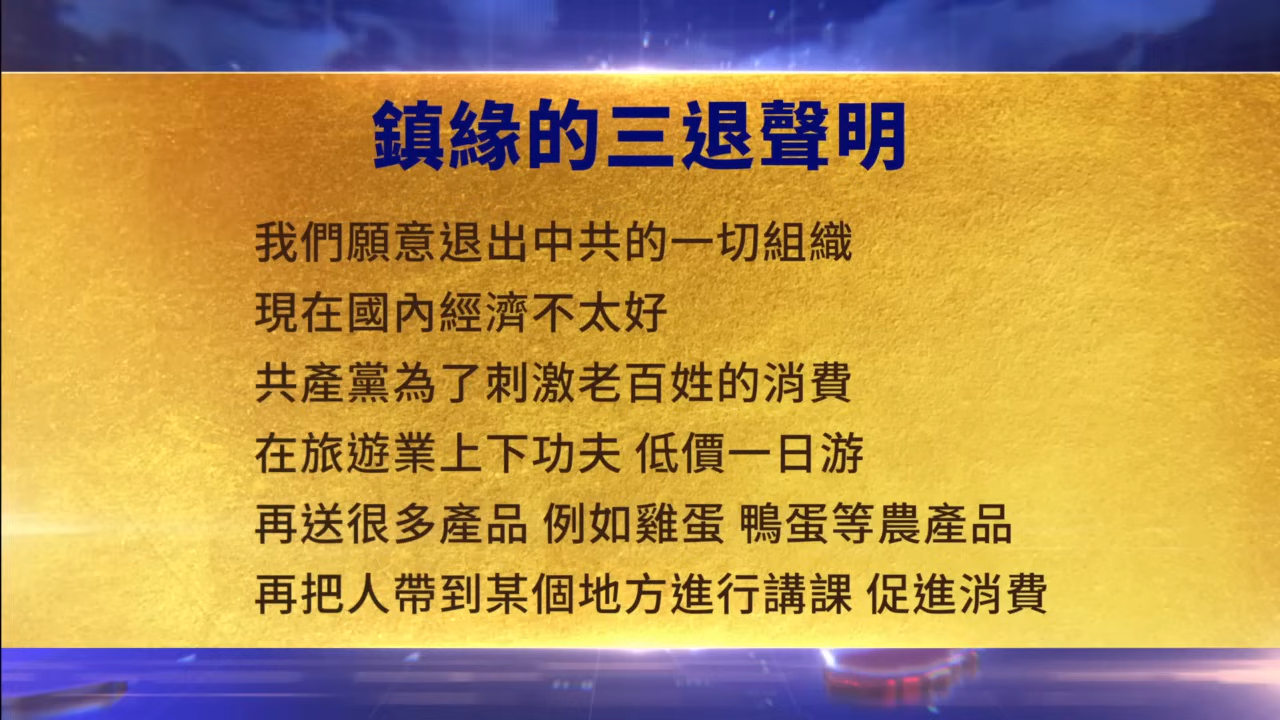 鎮緣的三退聲明
我們願意退出中共的一切組織
現在國內經濟不太好
共產黨為了刺激老百姓的消費
在旅遊業上下功夫 低價一日游
再送很多產品 例如雞蛋 鴨蛋等農產品
再把人帶到某個地方進行講課 促進消費